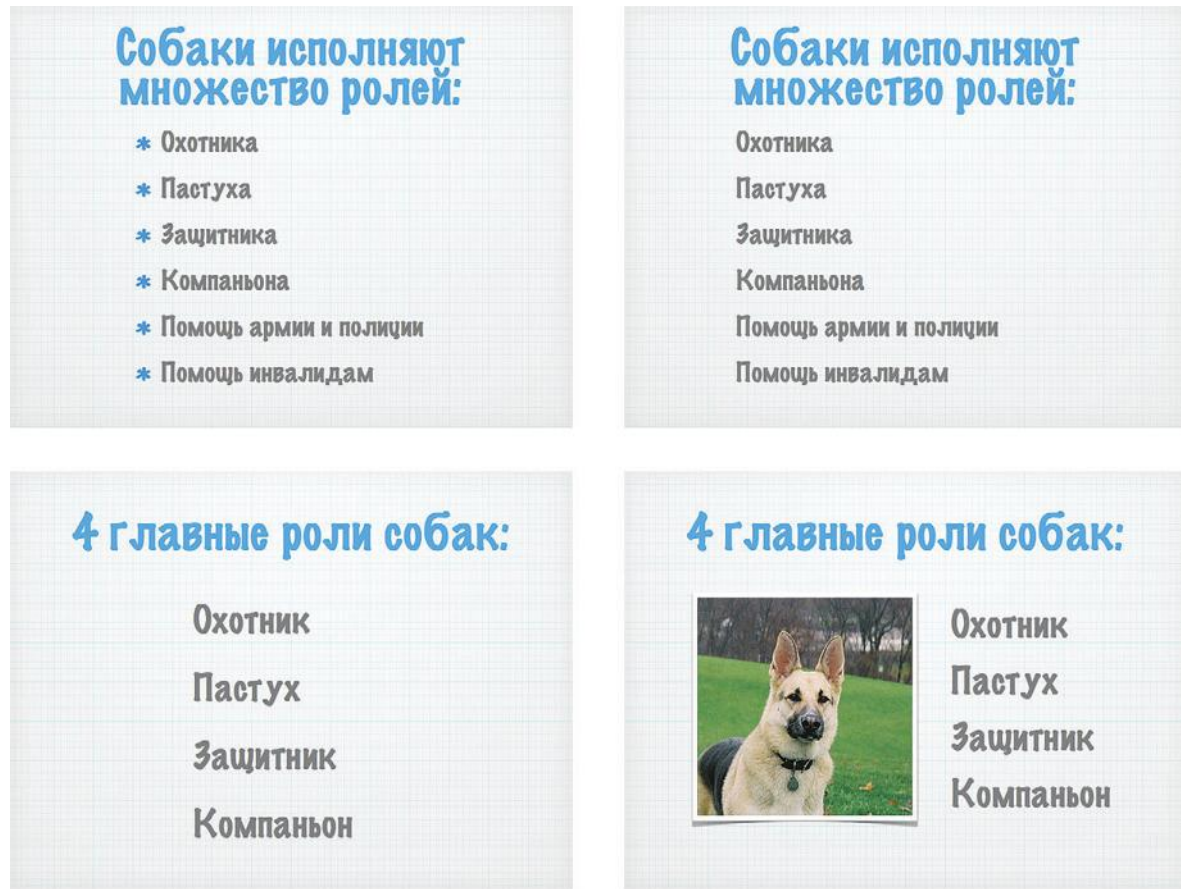 Собаки исполняют
множество ролей:
* Охотника
* Пастуха
* Защитника
* Компаньона
* Помощь армии и полиции
* Помощь инвалидам
Собаки исполняют
множество ролей:
Охотника
Пастуха
Защитника
Компаньона
Помощь армии и полиции
Помощь инвалидам
4 главные роли собак:
Охотник
Пастух
Защитник
Компаньон
4 главные роли собак:
Охотник
Пастух
Защитник
Компаньон